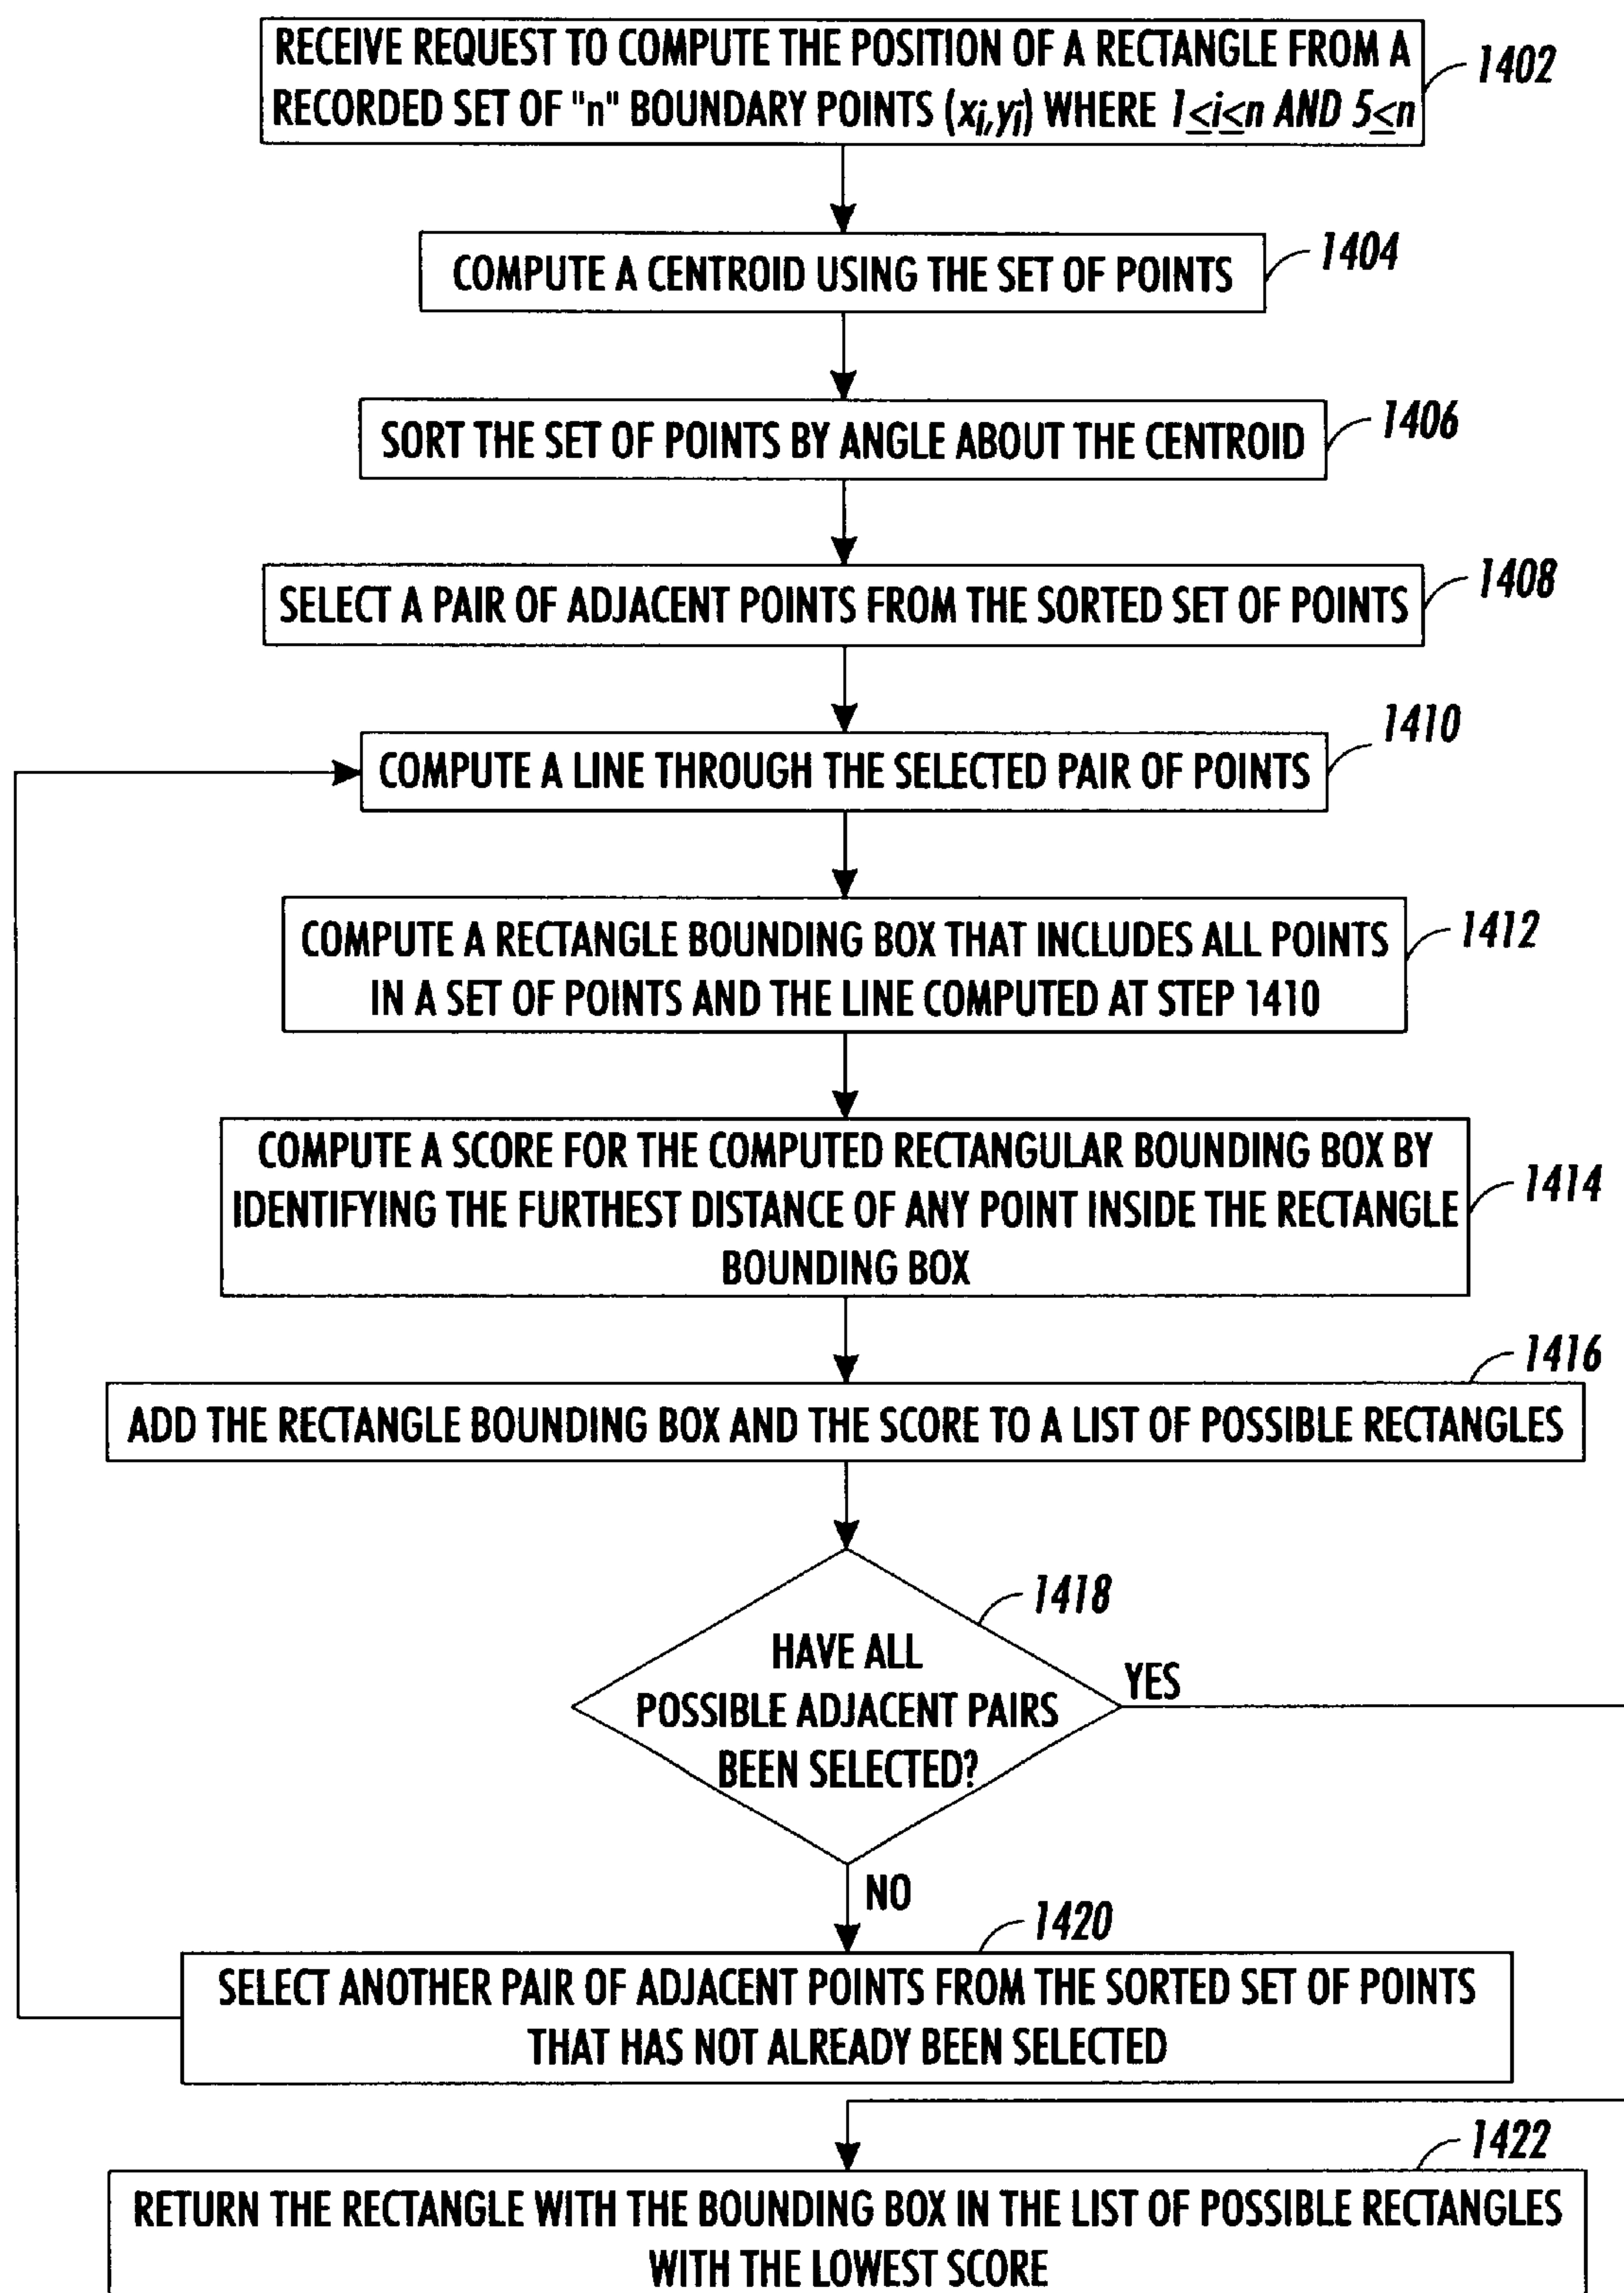 RECEIVE REQUEST TO COMPUTE THE POSITION OF A RECTANGLE FROM A
RECORDED SET OF "n" BOUNDARY POINTS (xi,yi) WHERE 1≤i≤n AND 5≤n
1402
COMPUTE A CENTROID USING THE SET OF POINTS
1404
SORT THE SET OF POINTS BY ANGLE ABOUT THE CENTROID
1406
SELECT A PAIR OF ADJACENT POINTS FROM THE SORTED SET OF POINTS
1408
COMPUTE A LINE THROUGH THE SELECTED PAIR OF POINTS
1410
COMPUTE A RECTANGLE BOUNDING BOX THAT INCLUDES ALL POINTS
IN A SET OF POINTS AND THE LINE COMPUTED AT STEP 1410
1412
COMPUTE A SCORE FOR THE COMPUTED RECTANGULAR BOUNDING BOX BY
IDENTIFYING THE FURTHEST DISTANCE OF ANY POINT INSIDE THE RECTANGLE
BOUNDING BOX
1414
1416
ADD THE RECTANGLE BOUNDING BOX AND THE SCORE TO A LIST OF POSSIBLE RECTANGLES
1418
HAVE ALL
POSSIBLE ADJACENT PAIRS
BEEN SELECTED?
YES
NO
1420
SELECT ANOTHER PAIR OF ADJACENT POINTS FROM THE SORTED SET OF POINTS
THAT HAS NOT ALREADY BEEN SELECTED
1422
RETURN THE RECTANGLE WITH THE BOUNDING BOX IN THE LIST OF POSSIBLE RECTANGLES
WITH THE LOWEST SCORE